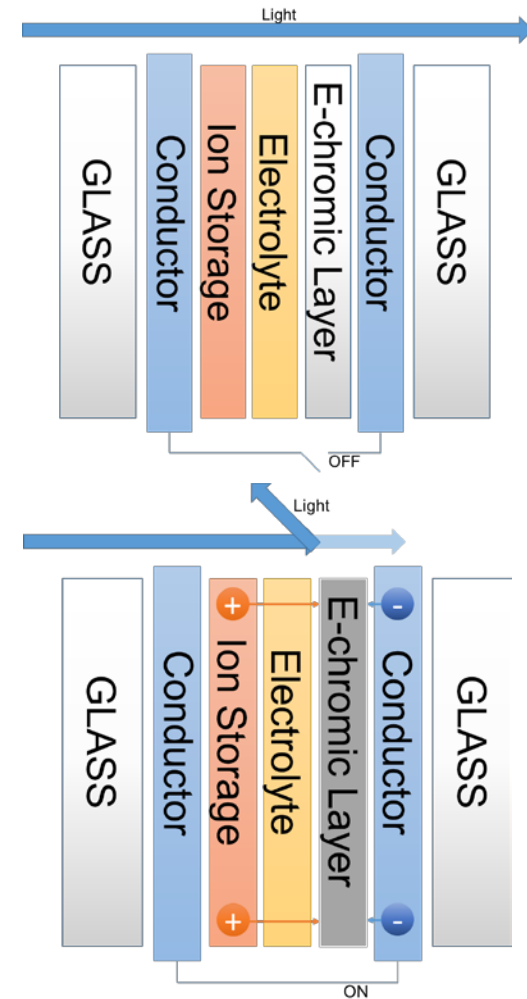 Light
GLASS
Conductor
Ion Storage
Electrolyte
E-chromic Layer
Conductor
GLASS
OFF
Light
GLASS
Conductor
+
+
Ion Storage
Electrolyte
E-chromic Layer
-
-
Conductor
GLASS
ON